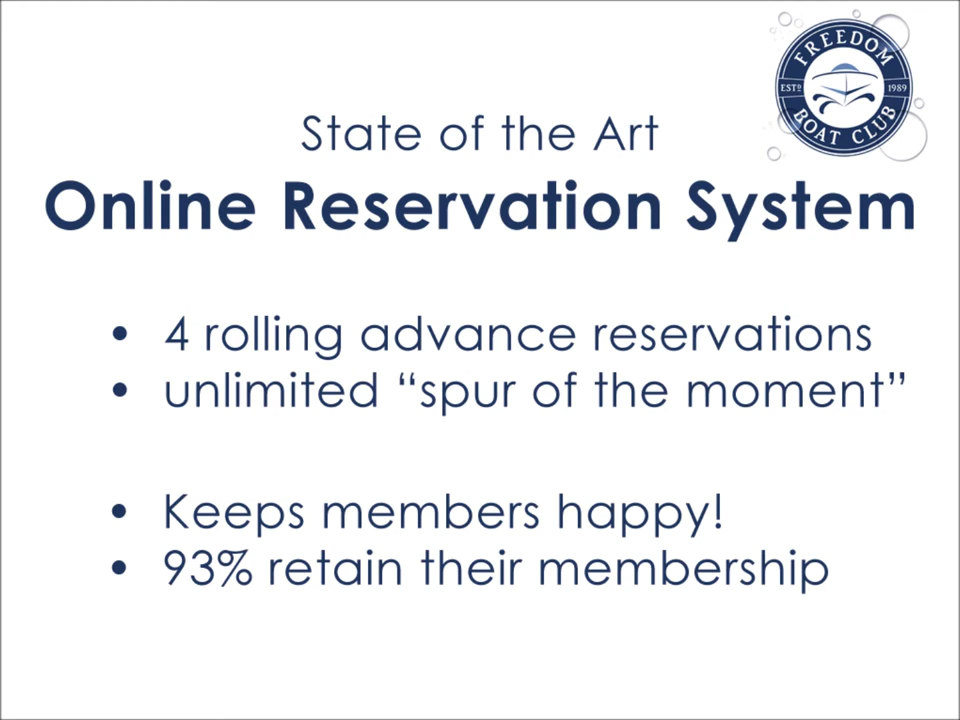 FREEDOM
ESTD 1989
BOAT CLUB
State of the Art
Online Reservation System
• 4 rolling advance reservations
• unlimited “spur of the moment”
• Keeps members happy!
• 93% retain their membership